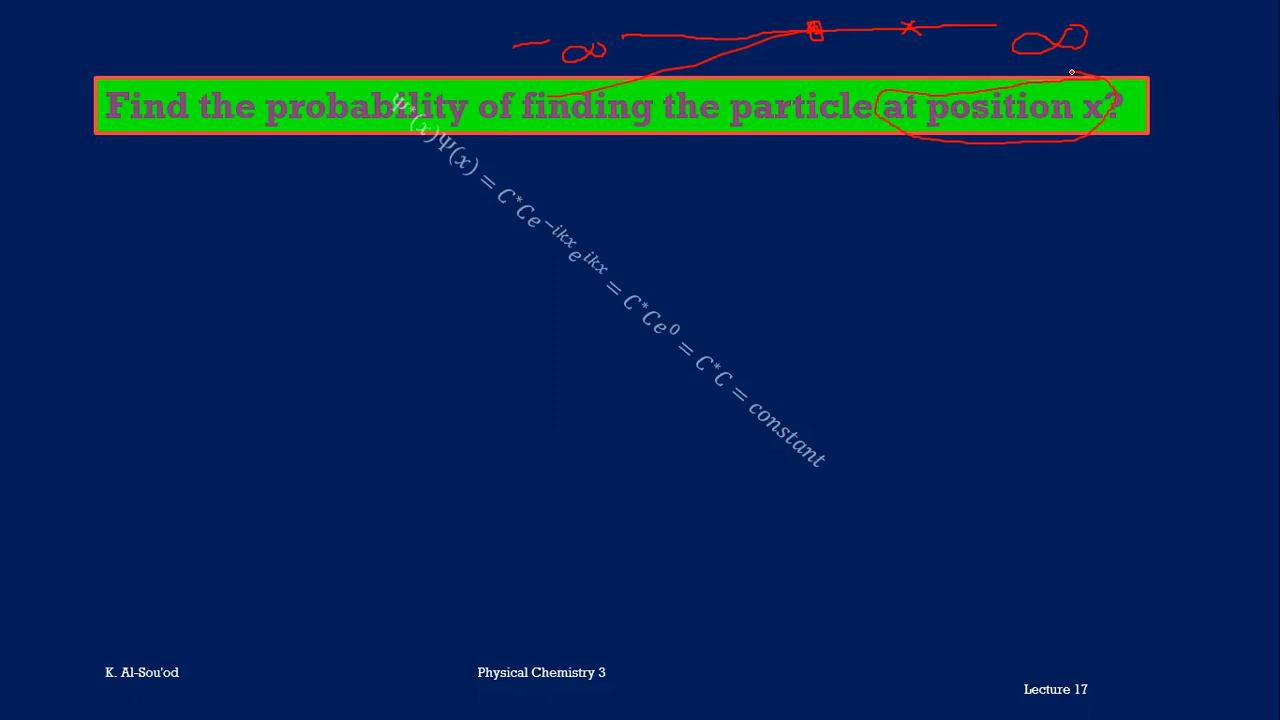 − ∞ x ∞
Find the probability of finding the particle at position x?
Ψ*(x)Ψ(x) = C*Ce^{−ikx}e^{ikx} = C*Ce^{0} = C*C = constant
K. Al-Sou'od
Physical Chemistry 3
Lecture 17